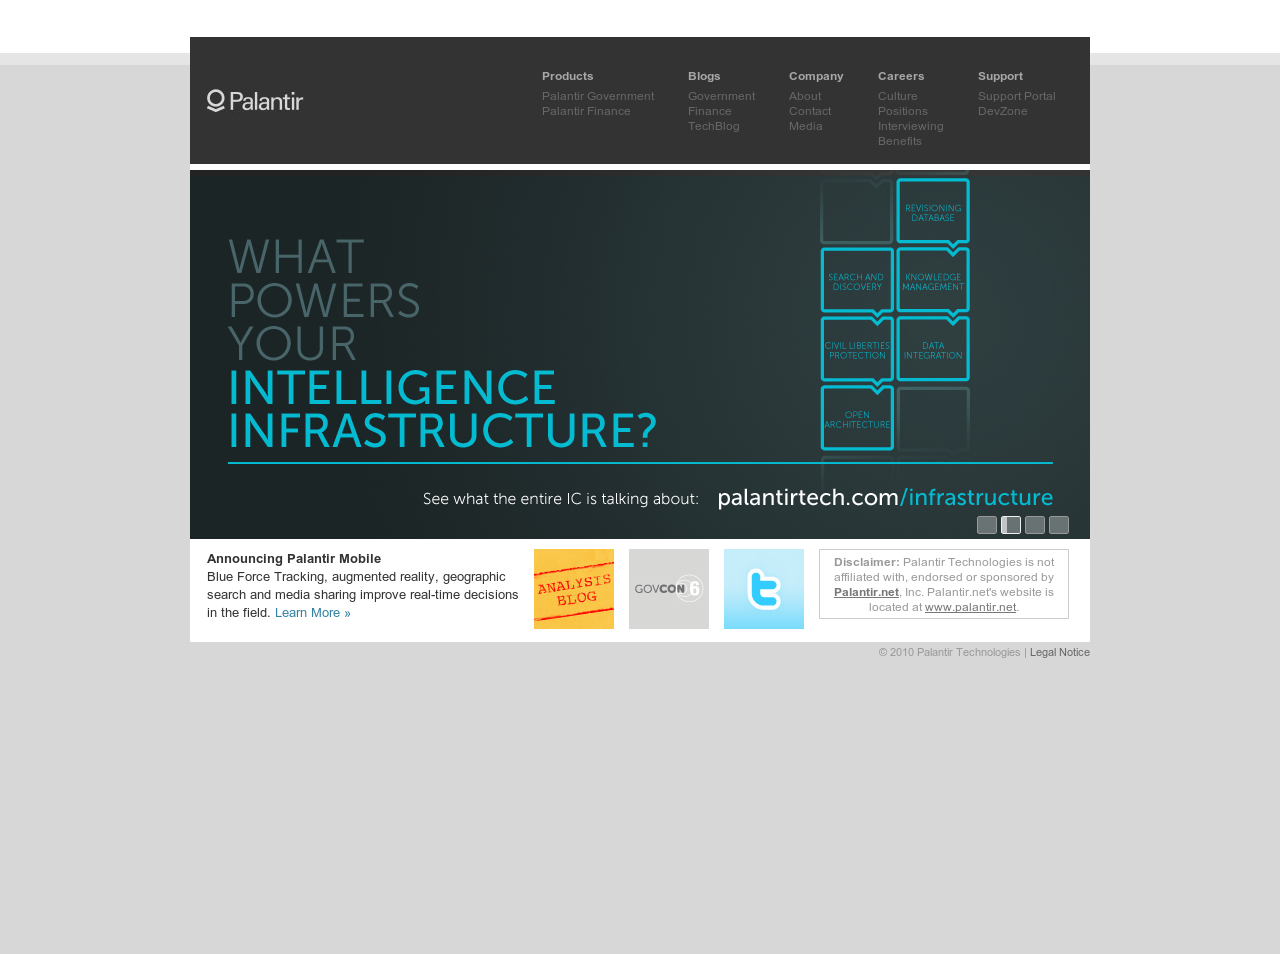 Palantir
Products
Palantir Government
Palantir Finance
Blogs
Government
Finance
TechBlog
Company
About
Contact
Media
Careers
Culture
Positions
Interviewing
Benefits
Support
Support Portal
DevZone
WHAT
POWERS
YOUR
INTELLIGENCE
INFRASTRUCTURE?
REVISIONING
DATABASE
SEARCH AND
DISCOVERY
KNOWLEDGE
MANAGEMENT
CIVIL LIBERTIES
PROTECTION
DATA
INTEGRATION
OPEN
ARCHITECTURE
See what the entire IC is talking about: palantirtech.com/infrastructure
Announcing Palantir Mobile
Blue Force Tracking, augmented reality, geographic
search and media sharing improve real-time decisions
in the field. Learn More »
ANALYSIS
BLOG
GOVCON 6
t
Disclaimer: Palantir Technologies is not
affiliated with, endorsed or sponsored by
Palantir.net, Inc. Palantir.net's website is
located at www.palantir.net.
© 2010 Palantir Technologies | Legal Notice